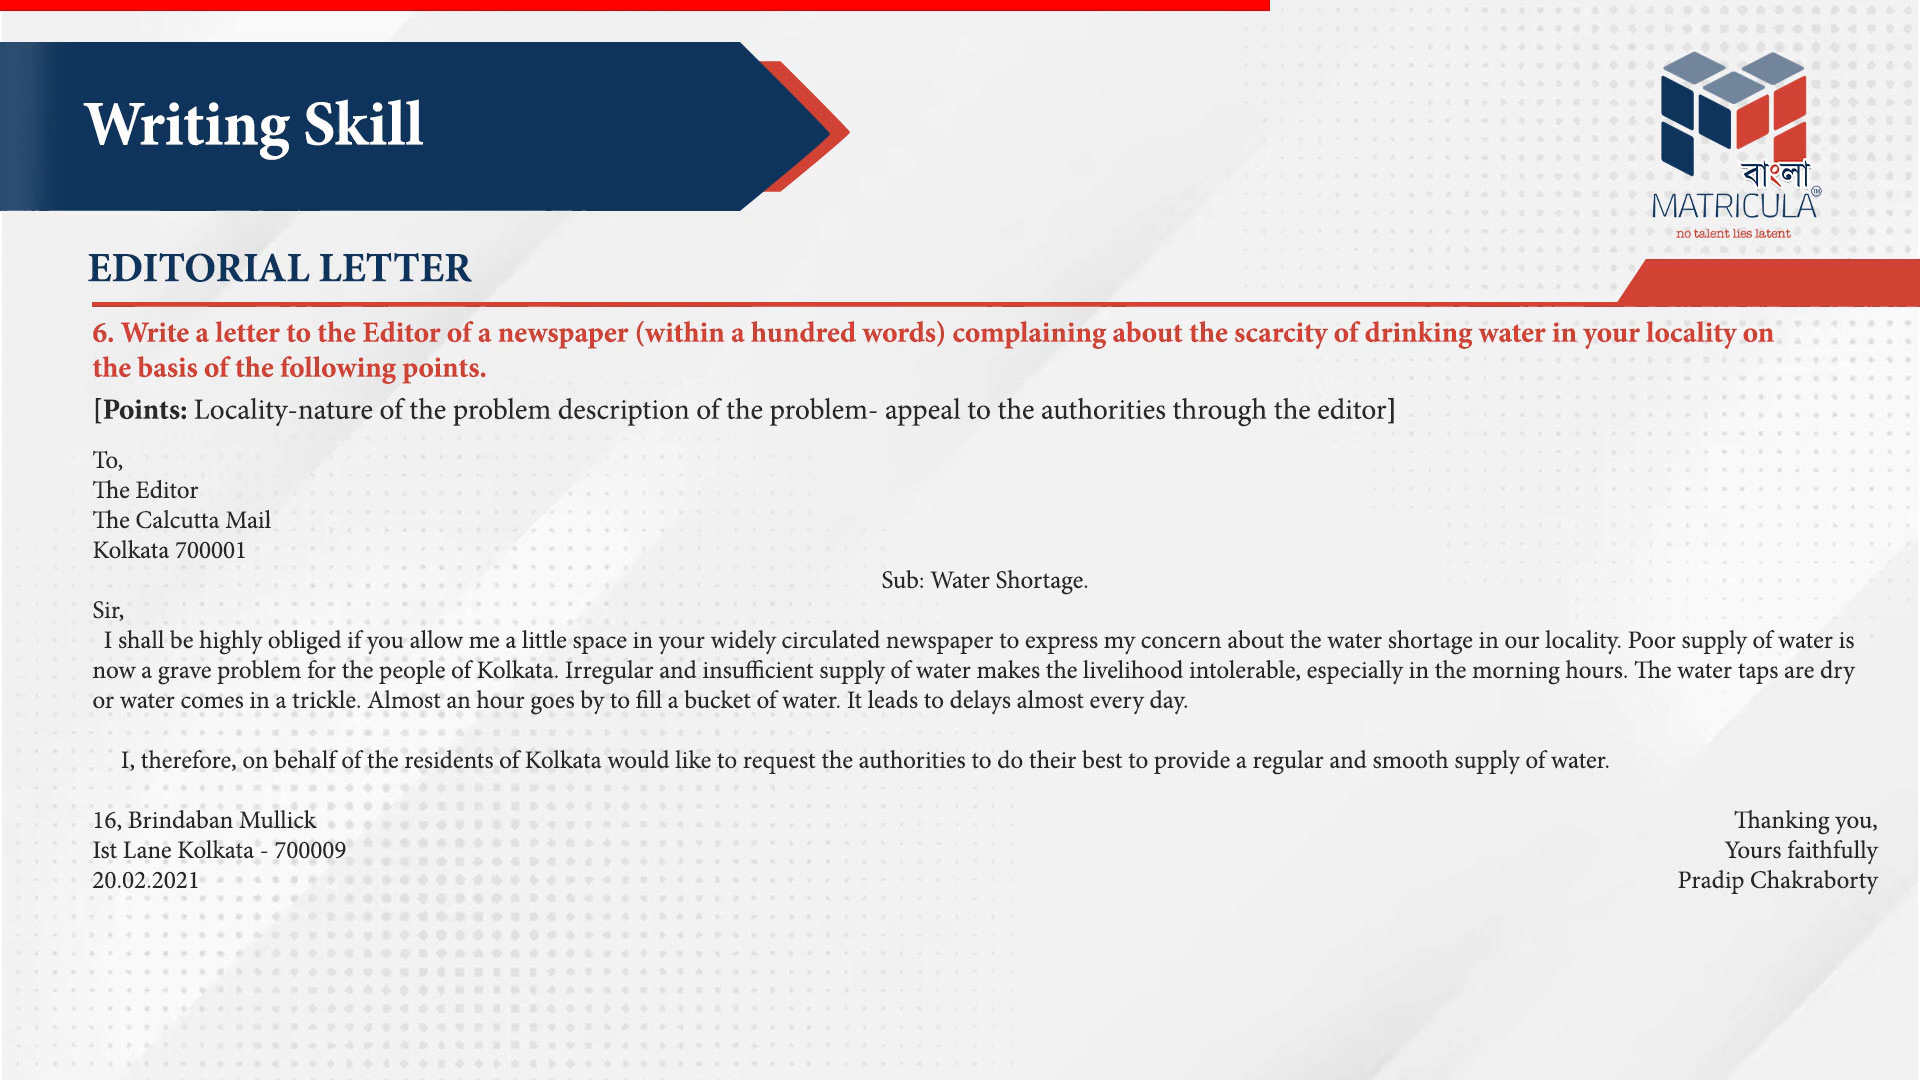 Writing Skill
বাংলা
MATRICULA TM
no talent lies latent
EDITORIAL LETTER
6. Write a letter to the Editor of a newspaper (within a hundred words) complaining about the scarcity of drinking water in your locality on
the basis of the following points.
[Points: Locality-nature of the problem description of the problem- appeal to the authorities through the editor]
To,
The Editor
The Calcutta Mail
Kolkata 700001
Sub: Water Shortage.
Sir,
I shall be highly obliged if you allow me a little space in your widely circulated newspaper to express my concern about the water shortage in our locality. Poor supply of water is
now a grave problem for the people of Kolkata. Irregular and insufficient supply of water makes the livelihood intolerable, especially in the morning hours. The water taps are dry
or water comes in a trickle. Almost an hour goes by to fill a bucket of water. It leads to delays almost every day.
I, therefore, on behalf of the residents of Kolkata would like to request the authorities to do their best to provide a regular and smooth supply of water.
16, Brindaban Mullick
Ist Lane Kolkata - 700009
20.02.2021
Thanking you,
Yours faithfully
Pradip Chakraborty